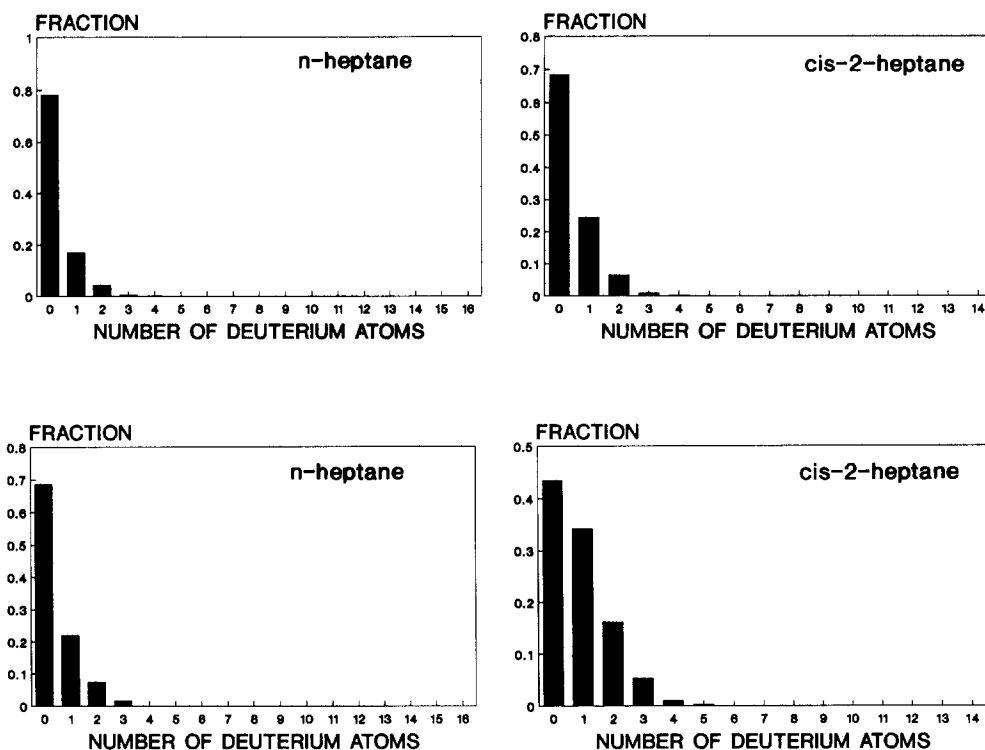 FRACTION
n-heptane
1
0.8
0.6
0.4
0.2
0
0 1 2 3 4 5 6 7 8 9 10 11 12 13 14 15 16
NUMBER OF DEUTERIUM ATOMS
FRACTION
cis-2-heptane
0.8
0.7
0.6
0.5
0.4
0.3
0.2
0.1
0
0 1 2 3 4 5 6 7 8 9 10 11 12 13 14
NUMBER OF DEUTERIUM ATOMS
FRACTION
n-heptane
0.8
0.7
0.6
0.5
0.4
0.3
0.2
0.1
0
0 1 2 3 4 5 6 7 8 9 10 11 12 13 14 15 16
NUMBER OF DEUTERIUM ATOMS
FRACTION
cis-2-heptane
0.5
0.4
0.3
0.2
0.1
0
0 1 2 3 4 5 6 7 8 9 10 11 12 13 14
NUMBER OF DEUTERIUM ATOMS